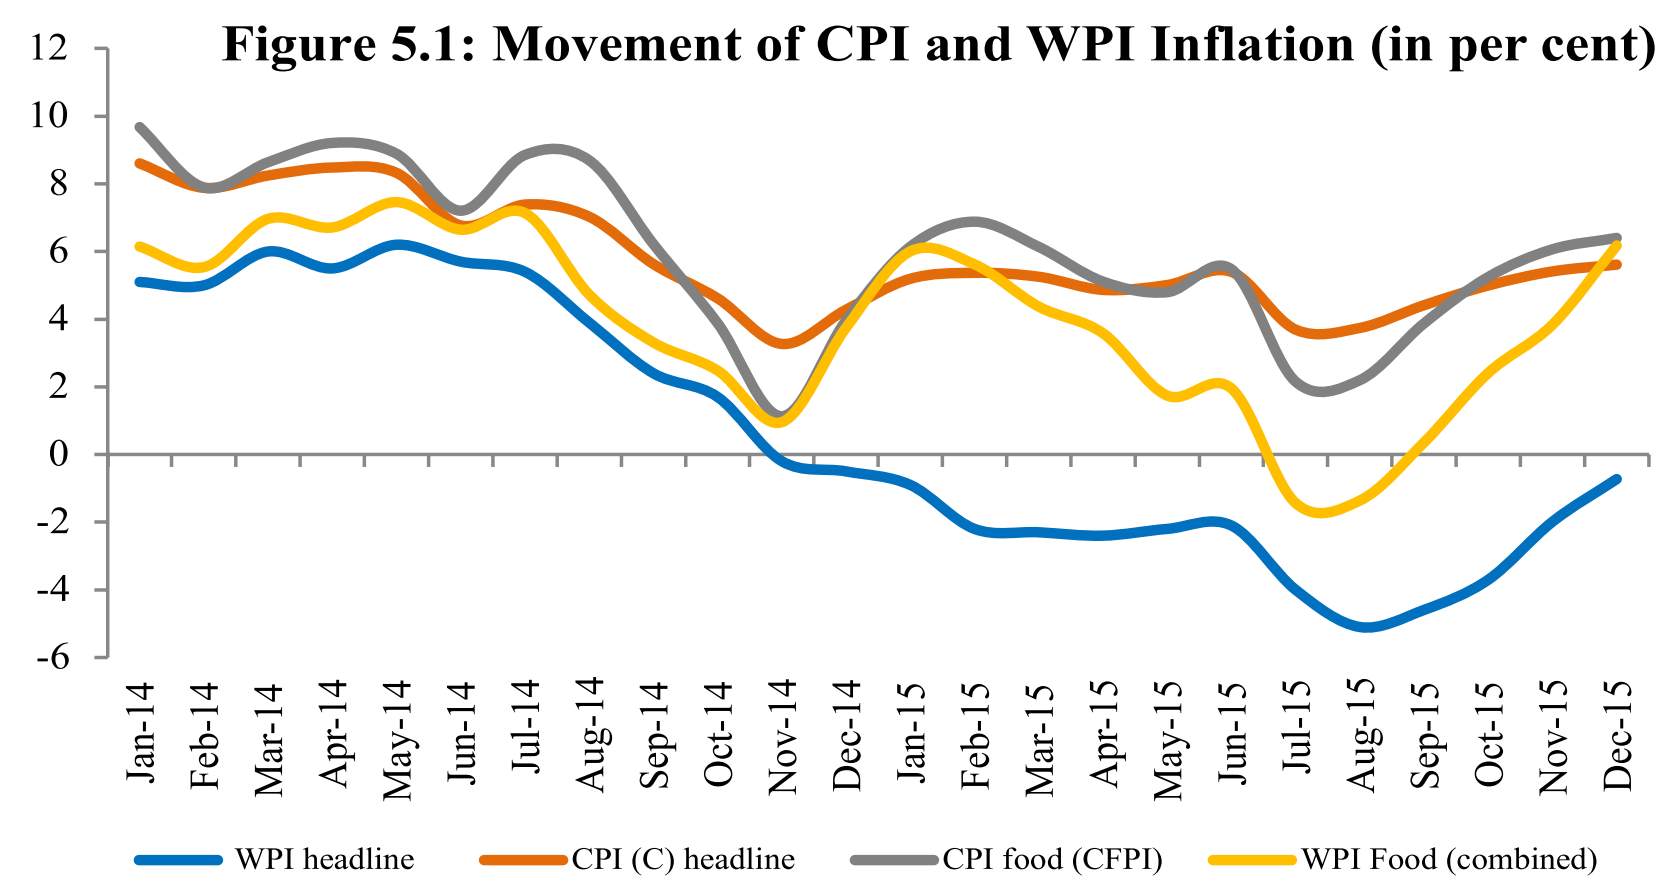 Figure 5.1: Movement of CPI and WPI Inflation (in per cent)
12
10
8
6
4
2
0
-2
-4
-6
Jan-14
Feb-14
Mar-14
Apr-14
May-14
Jun-14
Jul-14
Aug-14
Sep-14
Oct-14
Nov-14
Dec-14
Jan-15
Feb-15
Mar-15
Apr-15
May-15
Jun-15
Jul-15
Aug-15
Sep-15
Oct-15
Nov-15
Dec-15
WPI headline
CPI (C) headline
CPI food (CFPI)
WPI Food (combined)